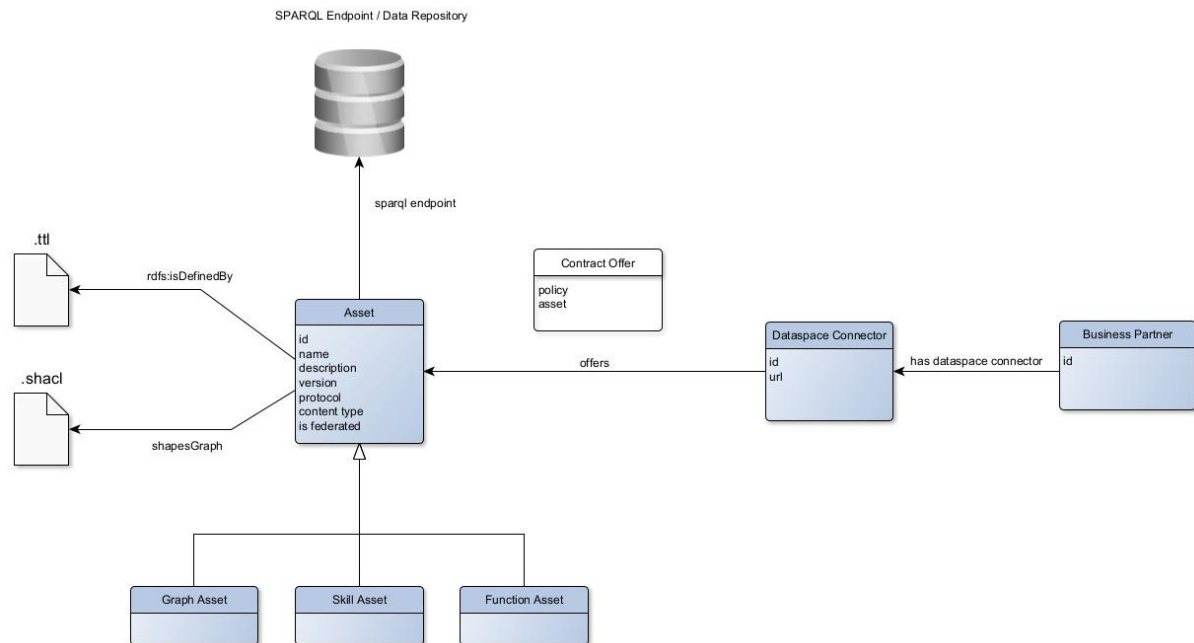 SPARQL Endpoint / Data Repository
sparql endpoint
.ttl
rdfs:isDefinedBy
Contract Offer
policy
asset
Asset
id
name
description
version
protocol
content type
is federated
offers
Dataspace Connector
id
url
has dataspace connector
Business Partner
id
.shacl
shapesGraph
Graph Asset
Skill Asset
Function Asset